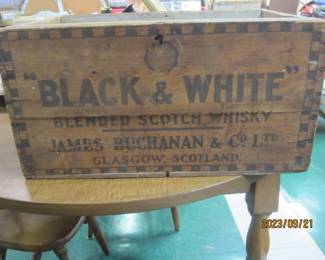 "BLACK & WHITE"
BLENDED SCOTCH WHISKY
JAMES BUCHANAN & CO LTD
GLASGOW, SCOTLAND.
2023/09/21